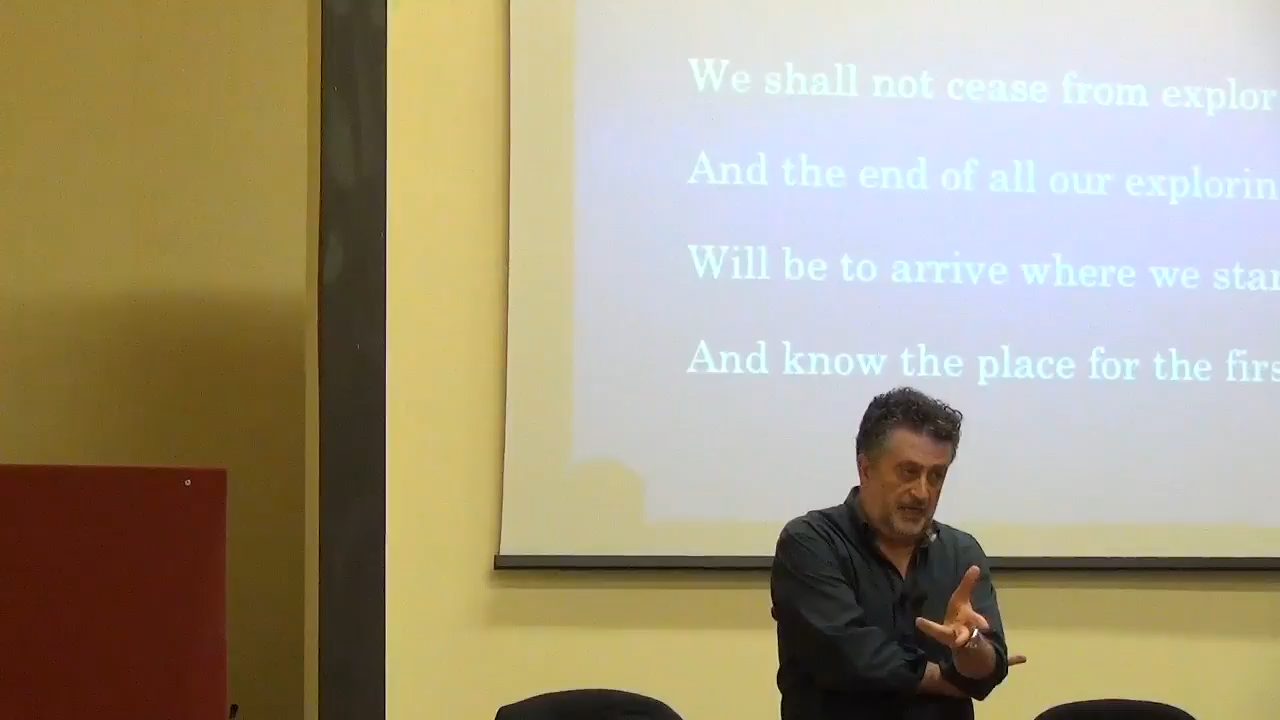 We shall not cease from explor
And the end of all our explorin
Will be to arrive where we star
And know the place for the firs